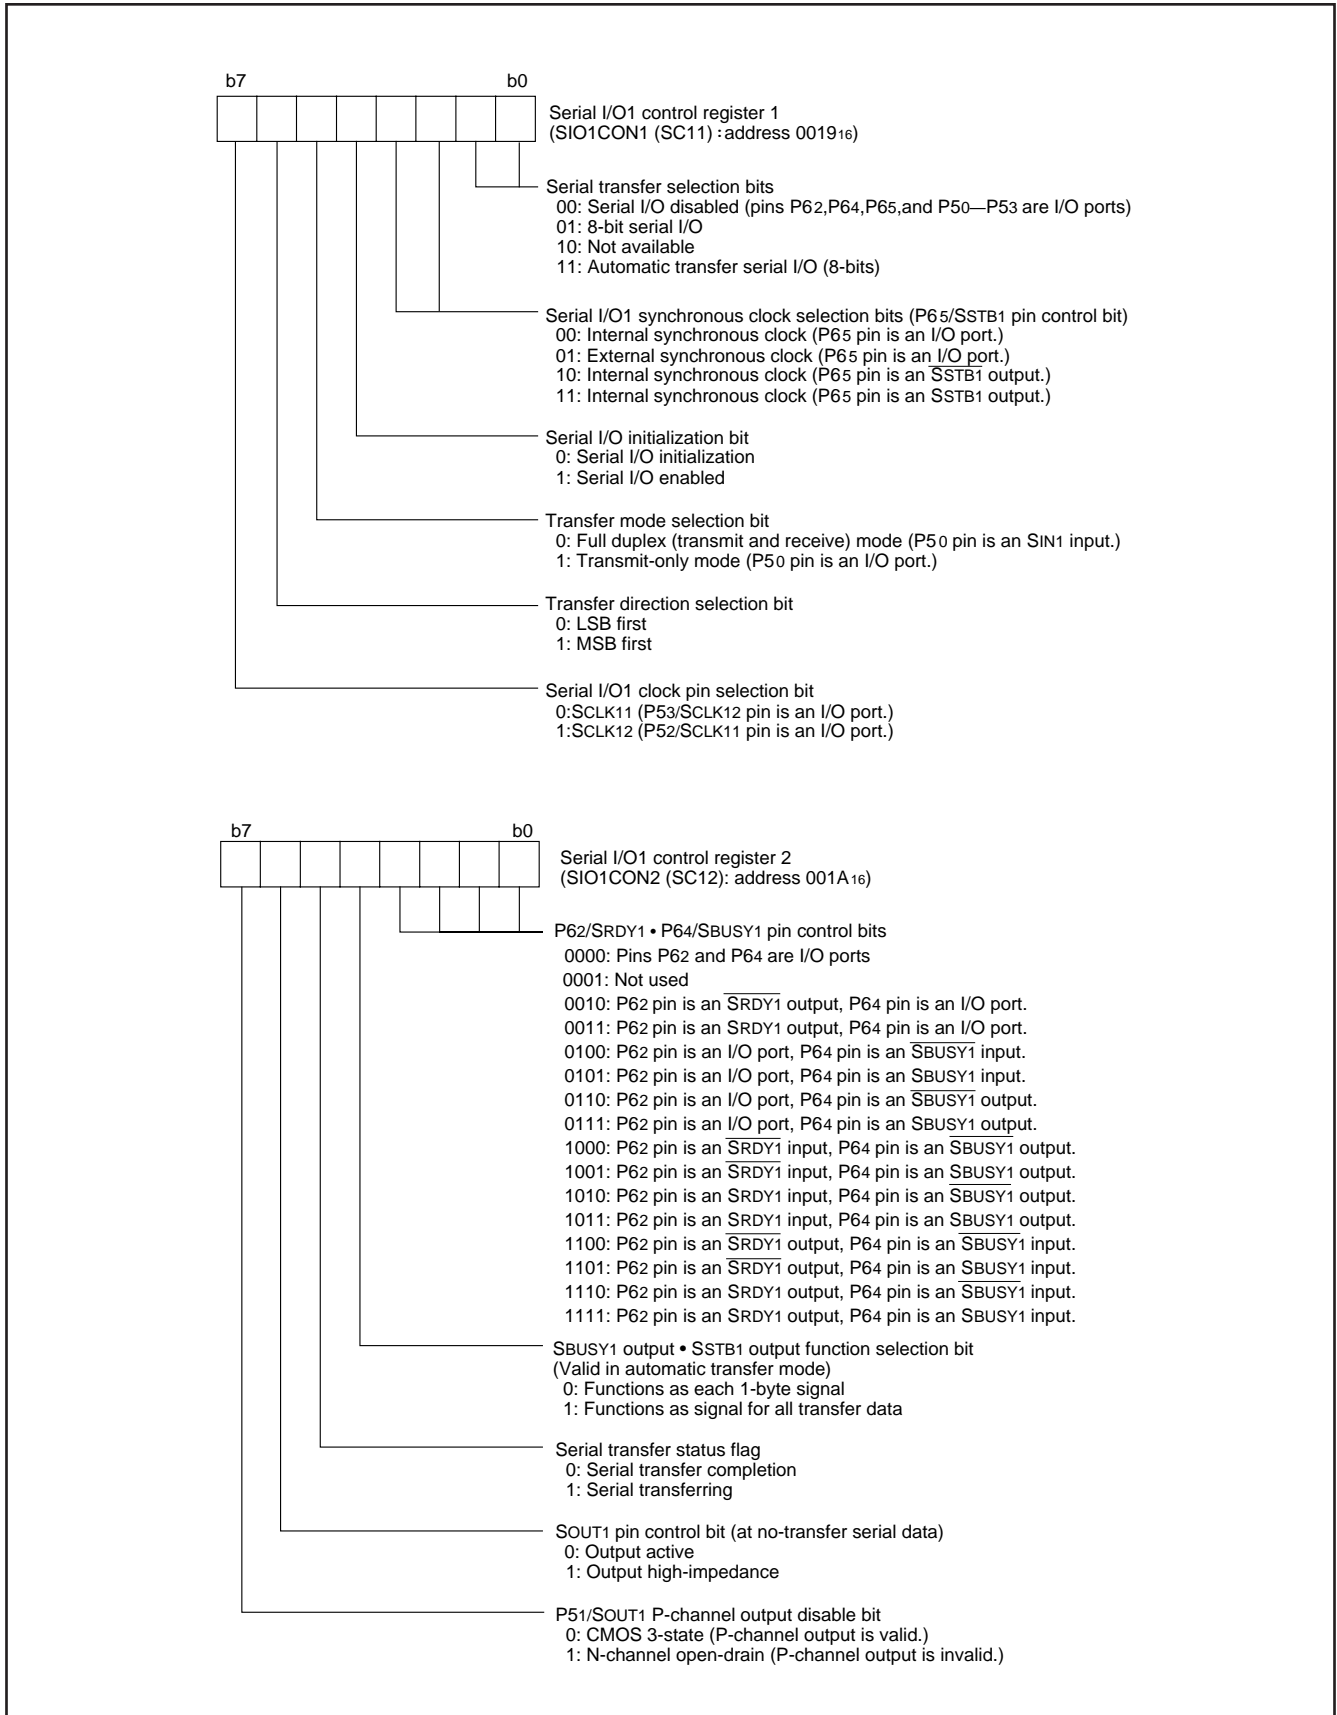 b7 b0
Serial I/O1 control register 1
(SIO1CON1 (SC11) : address 001916)
Serial transfer selection bits
00: Serial I/O disabled (pins P62,P64,P65,and P50—P53 are I/O ports)
01: 8-bit serial I/O
10: Not available
11: Automatic transfer serial I/O (8-bits)
Serial I/O1 synchronous clock selection bits (P65/SSTB1 pin control bit)
00: Internal synchronous clock (P65 pin is an I/O port.)
01: External synchronous clock (P65 pin is an I/O port.)
10: Internal synchronous clock (P65 pin is an S̅S̅T̅B̅1̅ output.)
11: Internal synchronous clock (P65 pin is an SSTB1 output.)
Serial I/O initialization bit
0: Serial I/O initialization
1: Serial I/O enabled
Transfer mode selection bit
0: Full duplex (transmit and receive) mode (P50 pin is an SIN1 input.)
1: Transmit-only mode (P50 pin is an I/O port.)
Transfer direction selection bit
0: LSB first
1: MSB first
Serial I/O1 clock pin selection bit
0:SCLK11 (P53/SCLK12 pin is an I/O port.)
1:SCLK12 (P52/SCLK11 pin is an I/O port.)
b7 b0
Serial I/O1 control register 2
(SIO1CON2 (SC12): address 001A16)
P62/SRDY1 • P64/SBUSY1 pin control bits
0000: Pins P62 and P64 are I/O ports
0001: Not used
0010: P62 pin is an S̅R̅D̅Y̅1̅ output, P64 pin is an I/O port.
0011: P62 pin is an SRDY1 output, P64 pin is an I/O port.
0100: P62 pin is an I/O port, P64 pin is an S̅B̅U̅S̅Y̅1̅ input.
0101: P62 pin is an I/O port, P64 pin is an SBUSY1 input.
0110: P62 pin is an I/O port, P64 pin is an S̅B̅U̅S̅Y̅1̅ output.
0111: P62 pin is an I/O port, P64 pin is an SBUSY1 output.
1000: P62 pin is an S̅R̅D̅Y̅1̅ input, P64 pin is an S̅B̅U̅S̅Y̅1̅ output.
1001: P62 pin is an S̅R̅D̅Y̅1̅ input, P64 pin is an SBUSY1 output.
1010: P62 pin is an SRDY1 input, P64 pin is an S̅B̅U̅S̅Y̅1̅ output.
1011: P62 pin is an SRDY1 input, P64 pin is an SBUSY1 output.
1100: P62 pin is an S̅R̅D̅Y̅1̅ output, P64 pin is an S̅B̅U̅S̅Y̅1̅ input.
1101: P62 pin is an S̅R̅D̅Y̅1̅ output, P64 pin is an SBUSY1 input.
1110: P62 pin is an SRDY1 output, P64 pin is an S̅B̅U̅S̅Y̅1̅ input.
1111: P62 pin is an SRDY1 output, P64 pin is an SBUSY1 input.
SBUSY1 output • SSTB1 output function selection bit
(Valid in automatic transfer mode)
0: Functions as each 1-byte signal
1: Functions as signal for all transfer data
Serial transfer status flag
0: Serial transfer completion
1: Serial transferring
SOUT1 pin control bit (at no-transfer serial data)
0: Output active
1: Output high-impedance
P51/SOUT1 P-channel output disable bit
0: CMOS 3-state (P-channel output is valid.)
1: N-channel open-drain (P-channel output is invalid.)